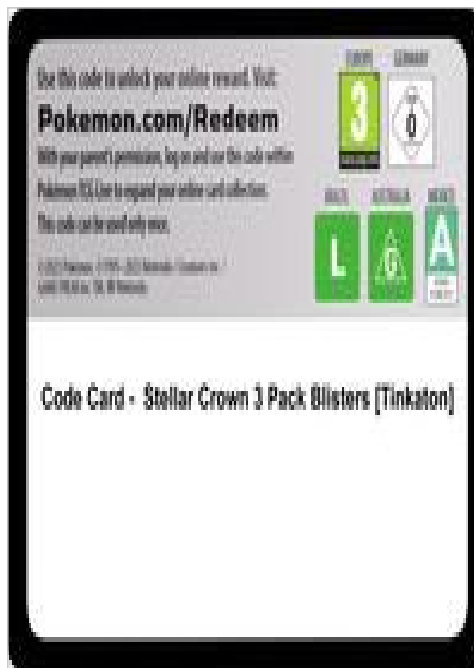 Use this code to unlock your online reward. Visit:
Pokemon.com/Redeem
With your parent's permission, log on and use this code within
Pokémon TCG Live to expand your online card collection.
This code can be used only once.
EUROPE
GERMANY
3
0
BRAZIL
AUSTRALIA
MEXICO
L
G
A
Code Card - Stellar Crown 3 Pack Blisters [Tinkaton]